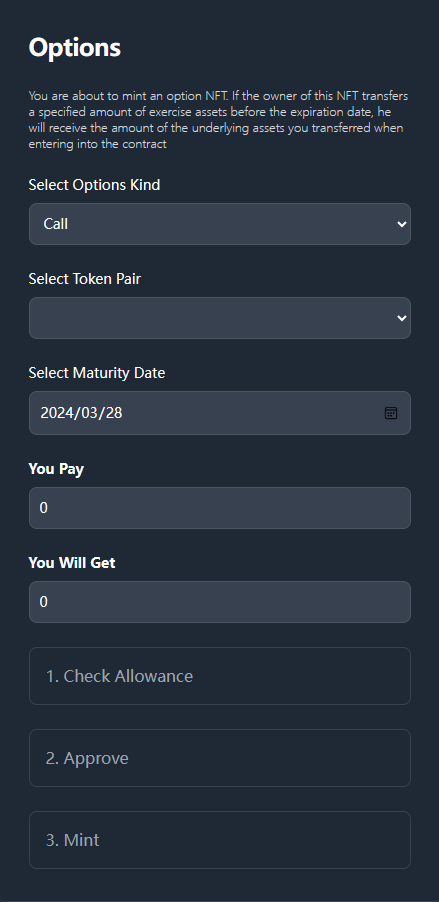 Options
You are about to mint an option NFT. If the owner of this NFT transfers
a specified amount of exercise assets before the expiration date, he
will receive the amount of the underlying assets you transferred when
entering into the contract
Select Options Kind
Call
Select Token Pair
Select Maturity Date
2024/03/28
You Pay
0
You Will Get
0
1. Check Allowance
2. Approve
3. Mint